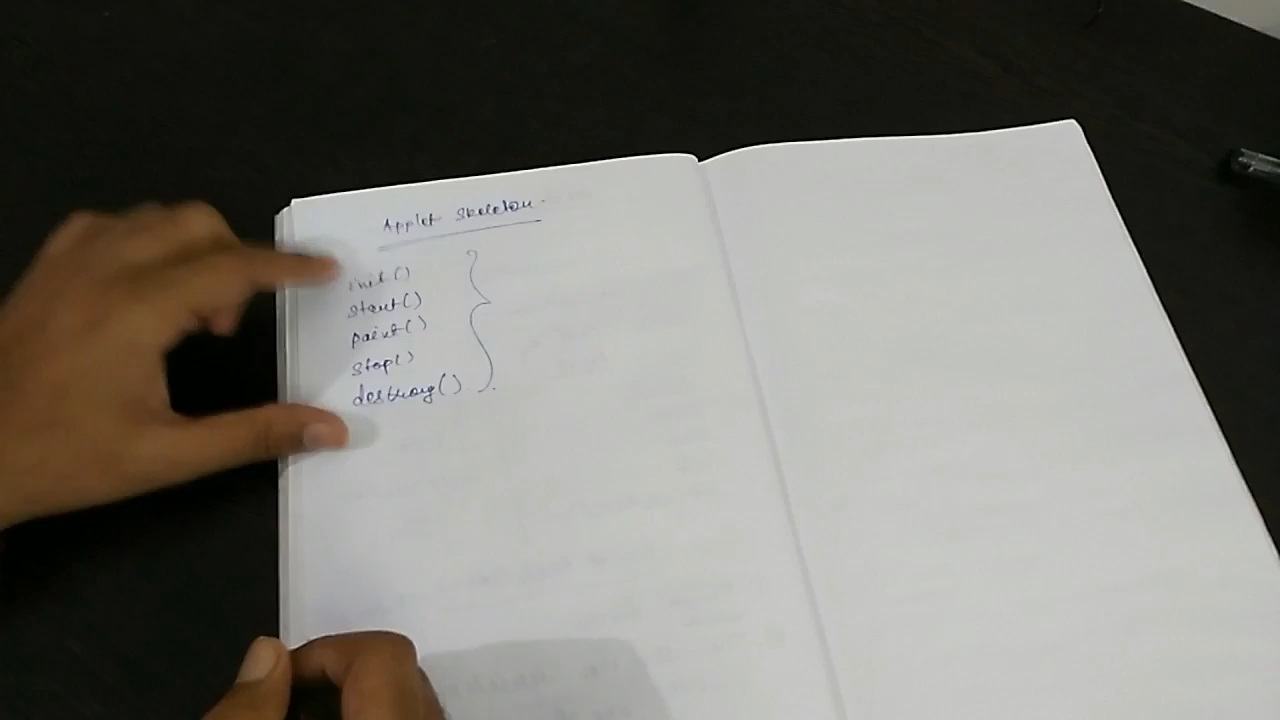 Applet Skeleton.
init()
start()
paint()
stop()
destroy()